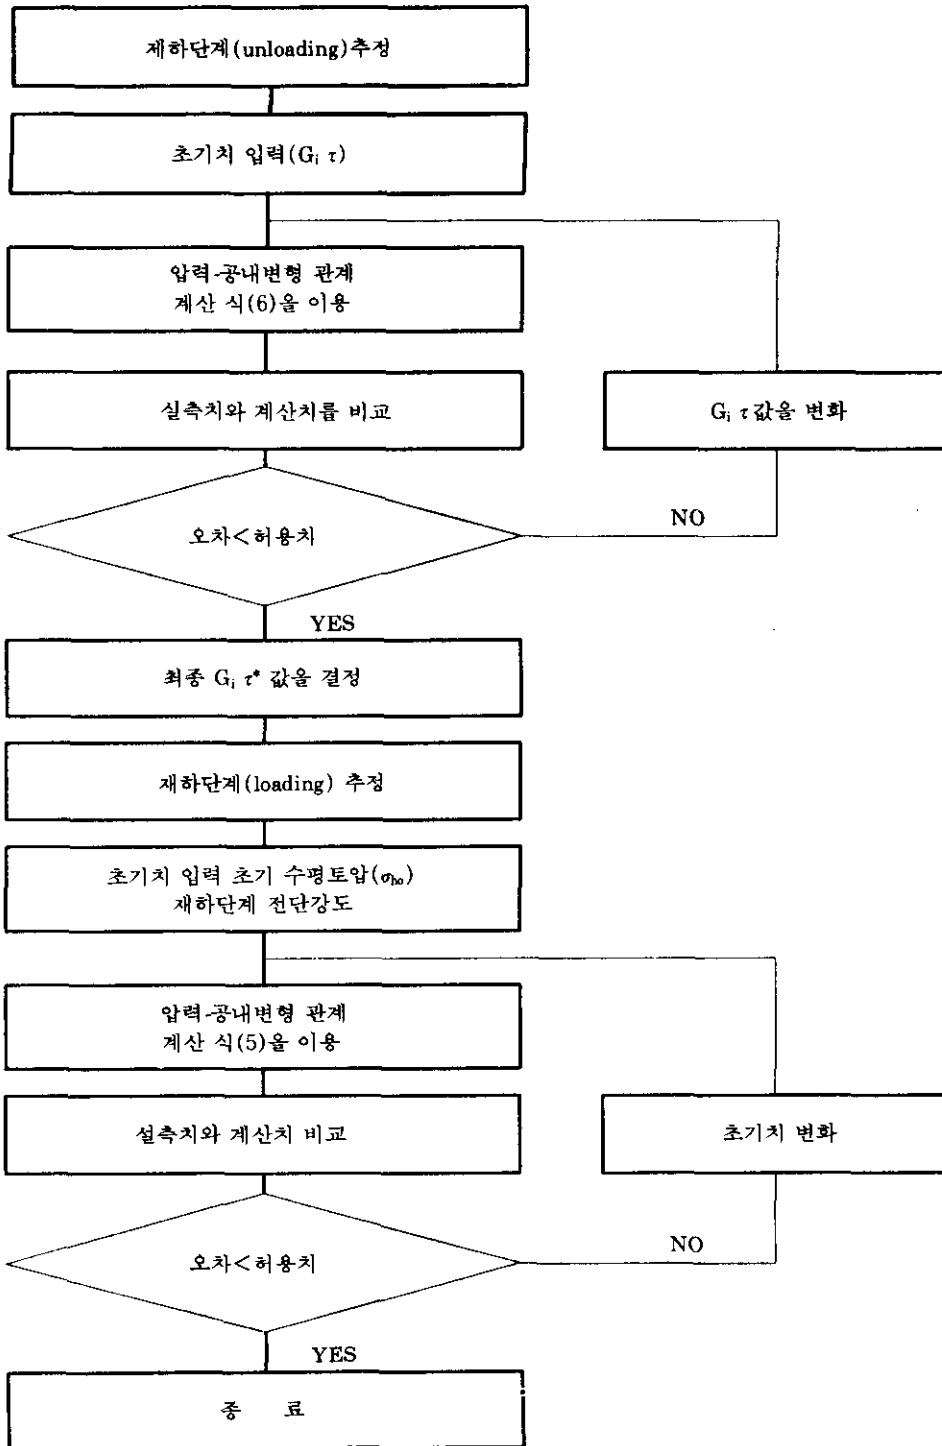 제하단계(unloading)추정
초기치 입력(Gᵢ τ)
압력-공내변형 관계
계산 식(6)을 이용
실측치와 계산치를 비교
Gᵢ τ값을 변화
오차<허용치
NO
YES
최종 Gᵢ τ* 값을 결정
재하단계(loading) 추정
초기치 입력 초기 수평토압(σₕₒ)
재하단계 전단강도
압력-공내변형 관계
계산 식(5)을 이용
설측치와 계산치 비교
초기치 변화
오차<허용치
NO
YES
종 료